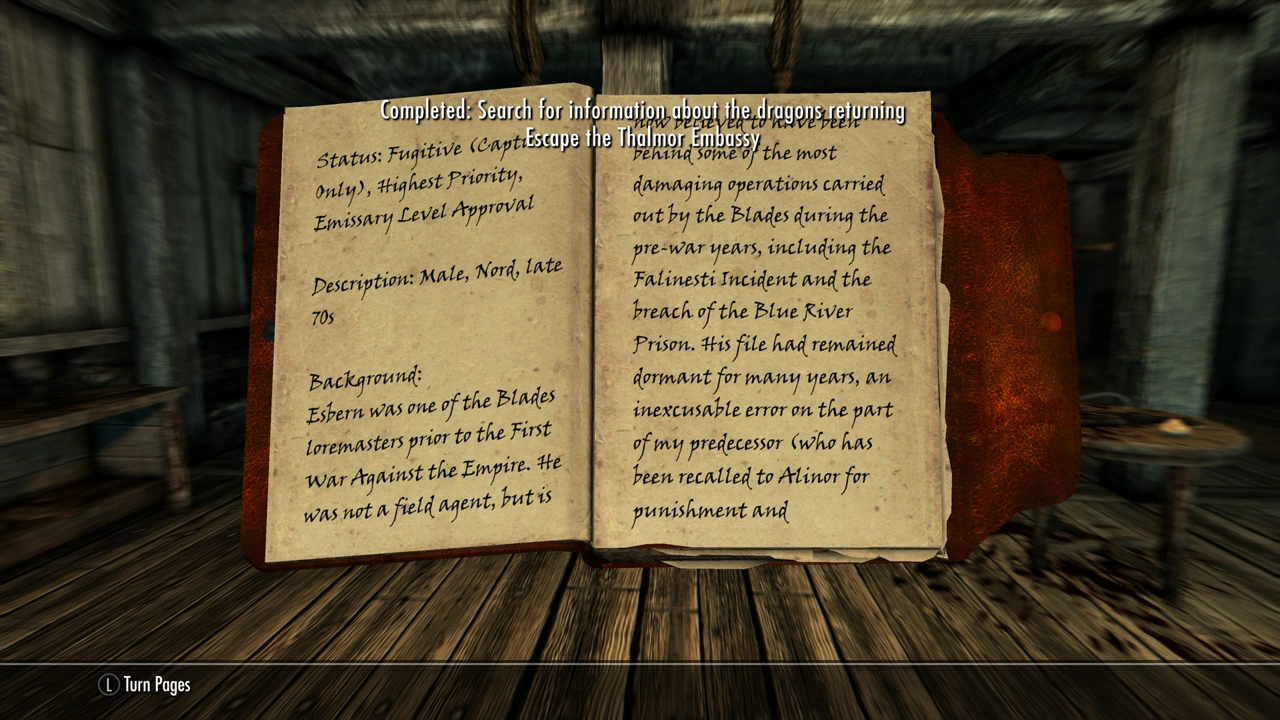 Completed: Search for information about the dragons returning
Escape the Thalmor Embassy
Status: Fugitive (Capt
Only), Highest Priority,
Emissary Level Approval
Description: Male, Nord, late
70s
Background:
Esbern was one of the Blades
loremasters prior to the First
War Against the Empire. He
was not a field agent, but is
now believed to have been
behind some of the most
damaging operations carried
out by the Blades during the
pre-war years, including the
Falinesti Incident and the
breach of the Blue River
Prison. His file had remained
dormant for many years, an
inexcusable error on the part
of my predecessor (who has
been recalled to Alinor for
punishment and
L Turn Pages